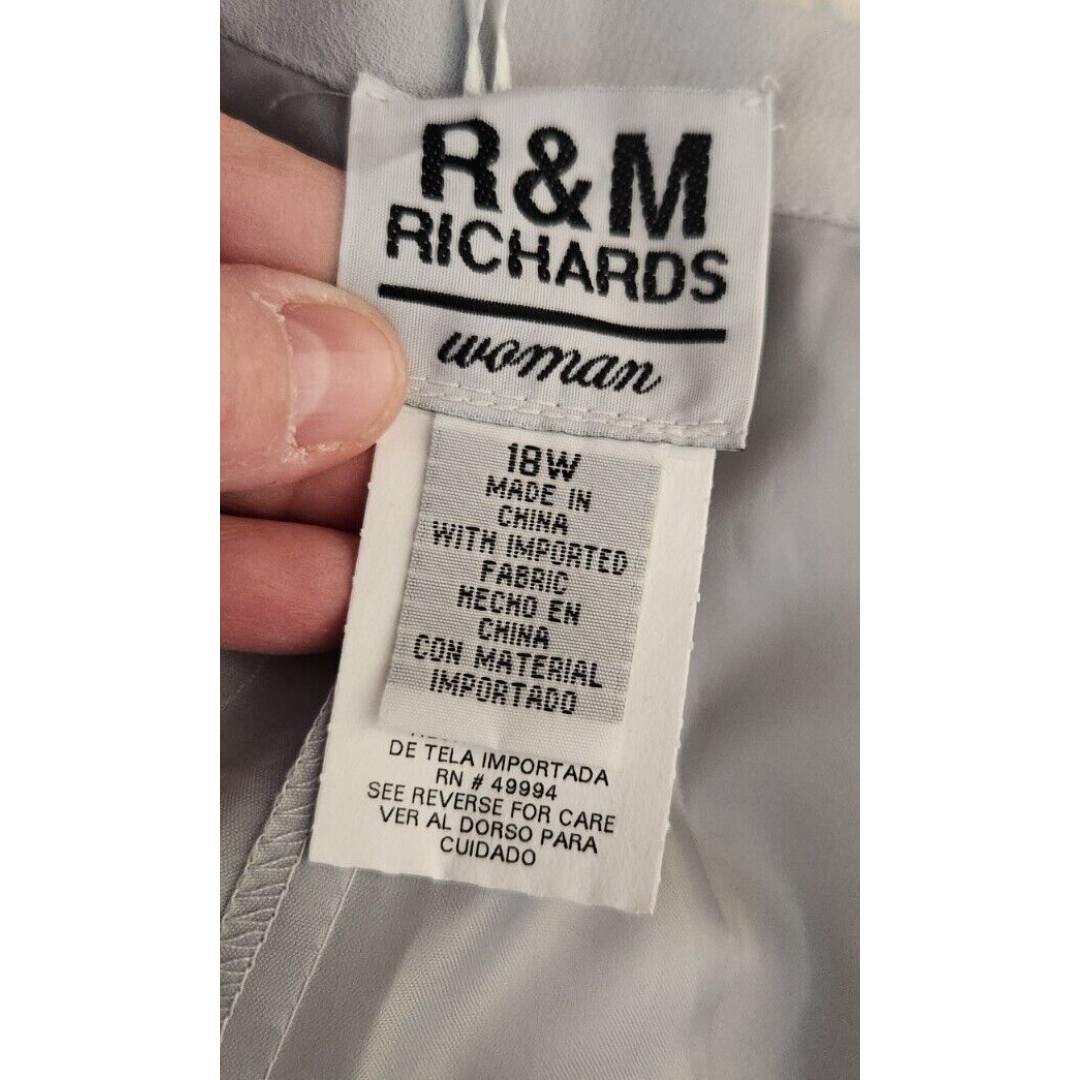 R&M
RICHARDS
woman
18W
MADE IN
CHINA
WITH IMPORTED
FABRIC
HECHO EN
CHINA
CON MATERIAL
IMPORTADO
DE TELA IMPORTADA
RN # 49994
SEE REVERSE FOR CARE
VER AL DORSO PARA
CUIDADO